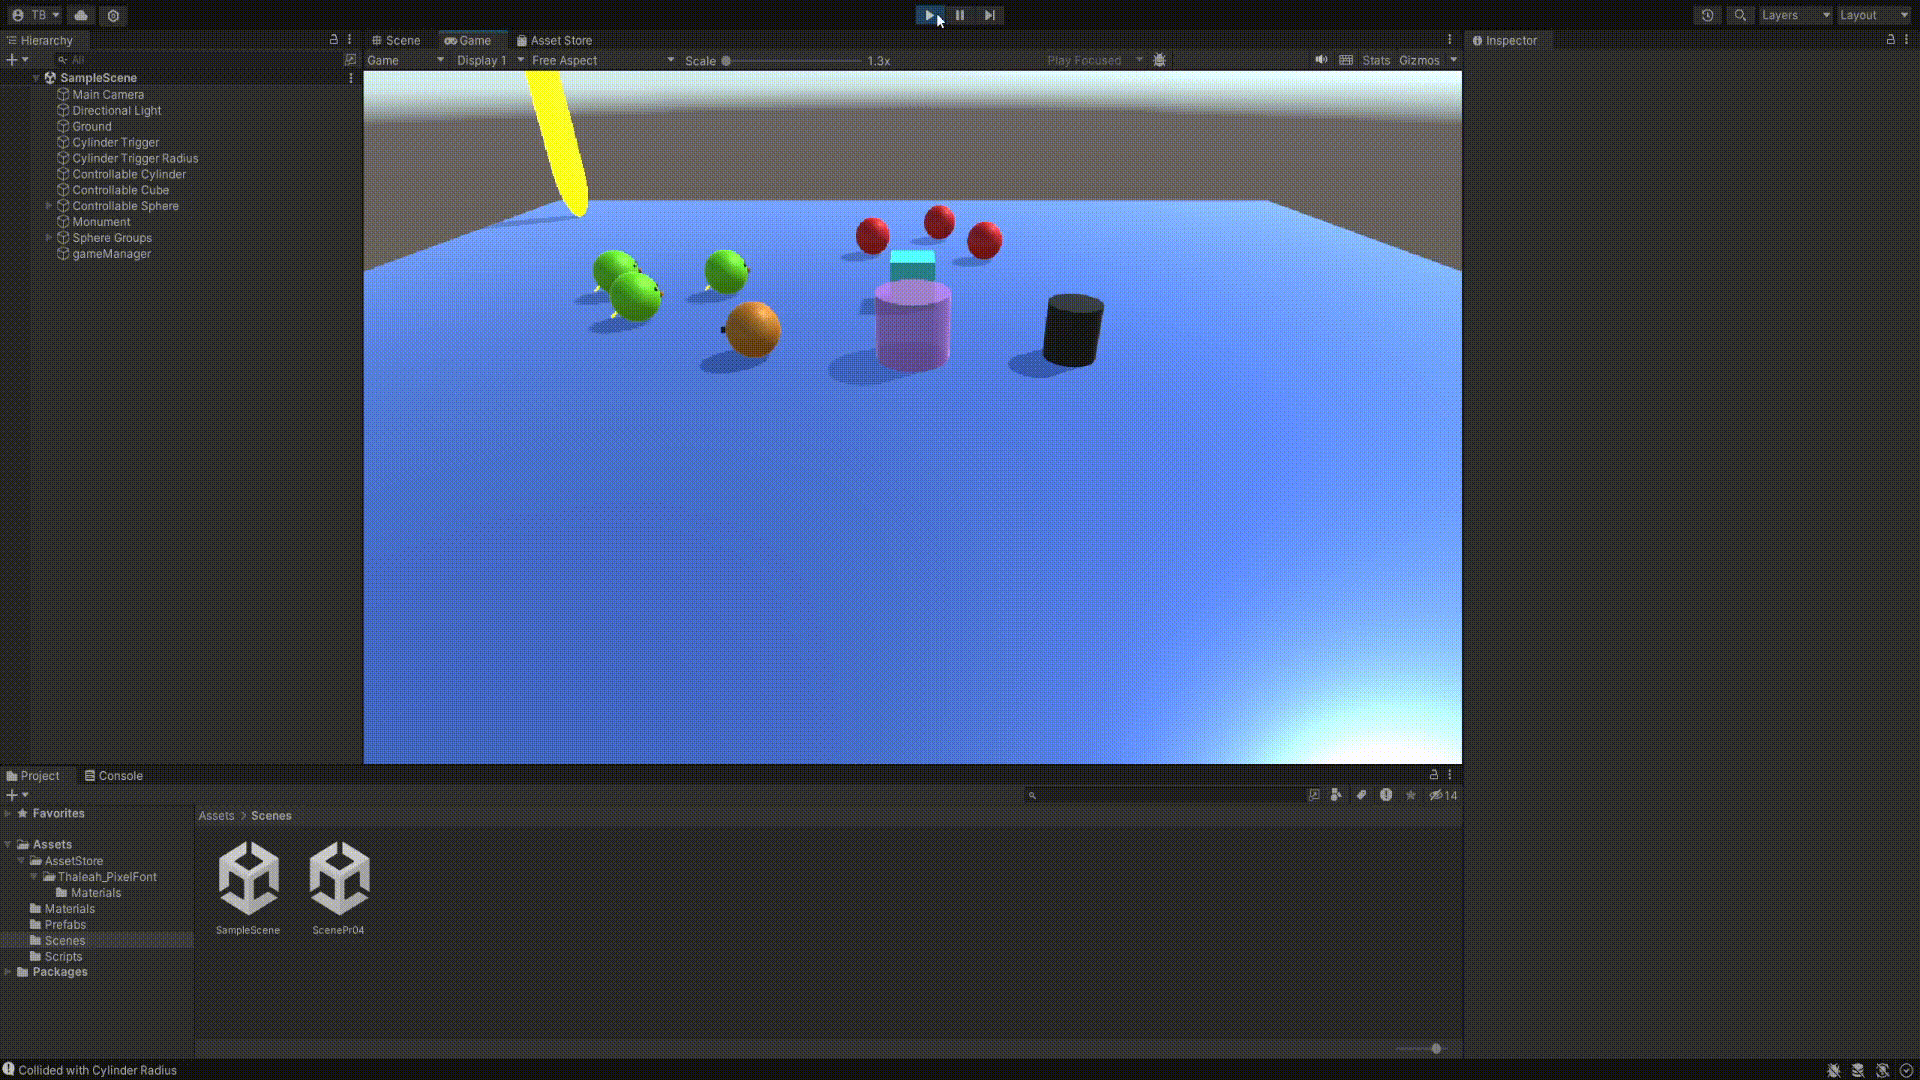 TB
Layers
Layout
Hierarchy
Scene
Game
Asset Store
Inspector
All
Game
Display 1
Free Aspect
Scale
1.3x
Play Focused
Stats
Gizmos
SampleScene
Main Camera
Directional Light
Ground
Cylinder Trigger
Cylinder Trigger Radius
Controllable Cylinder
Controllable Cube
Controllable Sphere
Monument
Sphere Groups
gameManager
Project
Console
14
Favorites
Assets > Scenes
Assets
AssetStore
Thaleah_PixelFont
Materials
Materials
Prefabs
Scenes
Scripts
Packages
SampleScene
ScenePr04
Collided with Cylinder Radius